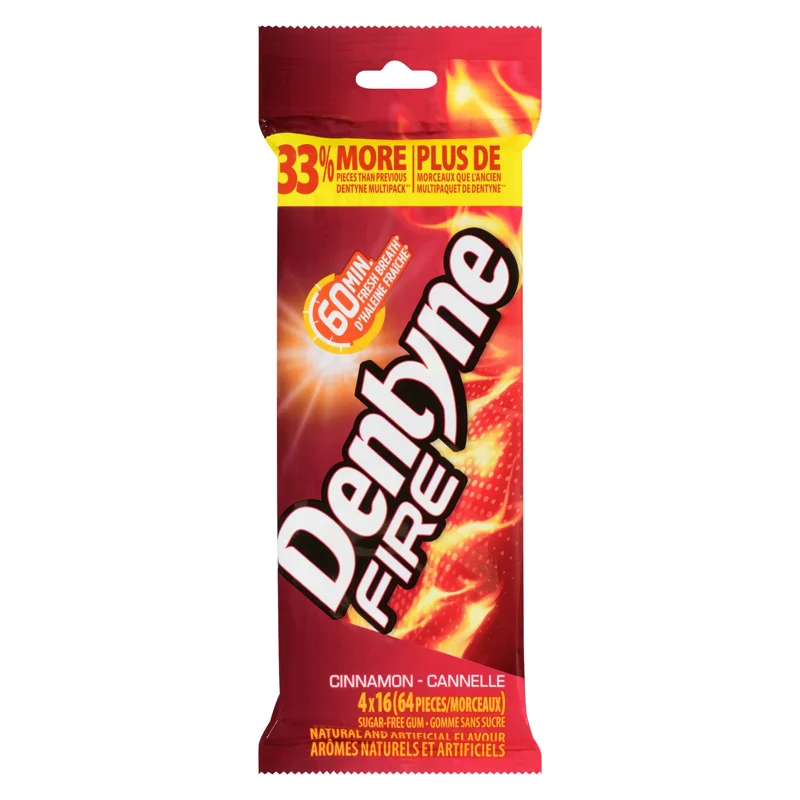 33% MORE
PIECES THAN PREVIOUS
DENTYNE MULTIPACK**
PLUS DE
MORCEAUX QUE L'ANCIEN
MULTIPAQUET DE DENTYNE**
60 MIN.
FRESH BREATH*
D'HALEINE FRAÎCHE*
Dentyne
FIRE
CINNAMON - CANNELLE
4 x 16 (64 PIECES/MORCEAUX)
SUGAR-FREE GUM • GOMME SANS SUCRE
NATURAL AND ARTIFICIAL FLAVOUR
ARÔMES NATURELS ET ARTIFICIELS